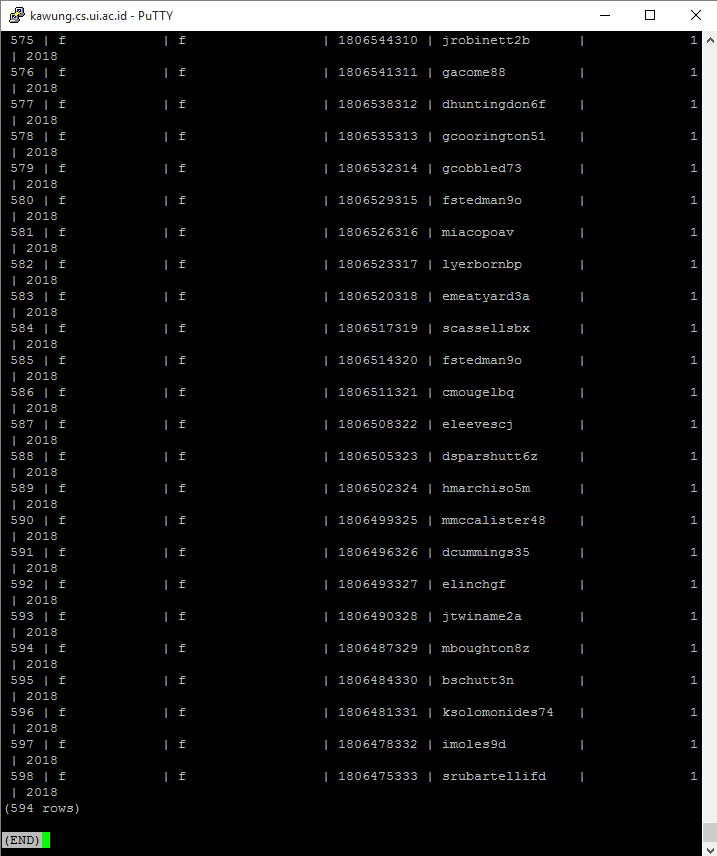 kawung.cs.ui.ac.id - PuTTY
575 | f | f | 1806544310 | jrobinett2b | 1
| 2018
576 | f | f | 1806541311 | gacome88 | 1
| 2018
577 | f | f | 1806538312 | dhuntingdon6f | 1
| 2018
578 | f | f | 1806535313 | gcoorington51 | 1
| 2018
579 | f | f | 1806532314 | gcobbled73 | 1
| 2018
580 | f | f | 1806529315 | fstedman9o | 1
| 2018
581 | f | f | 1806526316 | miacopoav | 1
| 2018
582 | f | f | 1806523317 | lyerbornbp | 1
| 2018
583 | f | f | 1806520318 | emeatyard3a | 1
| 2018
584 | f | f | 1806517319 | scassellsbx | 1
| 2018
585 | f | f | 1806514320 | fstedman9o | 1
| 2018
586 | f | f | 1806511321 | cmougelbq | 1
| 2018
587 | f | f | 1806508322 | eleevescj | 1
| 2018
588 | f | f | 1806505323 | dsparshutt6z | 1
| 2018
589 | f | f | 1806502324 | hmarchiso5m | 1
| 2018
590 | f | f | 1806499325 | mmccalister48 | 1
| 2018
591 | f | f | 1806496326 | dcummings35 | 1
| 2018
592 | f | f | 1806493327 | elinchgf | 1
| 2018
593 | f | f | 1806490328 | jtwiname2a | 1
| 2018
594 | f | f | 1806487329 | mboughton8z | 1
| 2018
595 | f | f | 1806484330 | bschutt3n | 1
| 2018
596 | f | f | 1806481331 | ksolomonides74 | 1
| 2018
597 | f | f | 1806478332 | imoles9d | 1
| 2018
598 | f | f | 1806475333 | srubartellifd | 1
| 2018
(594 rows)
(END)